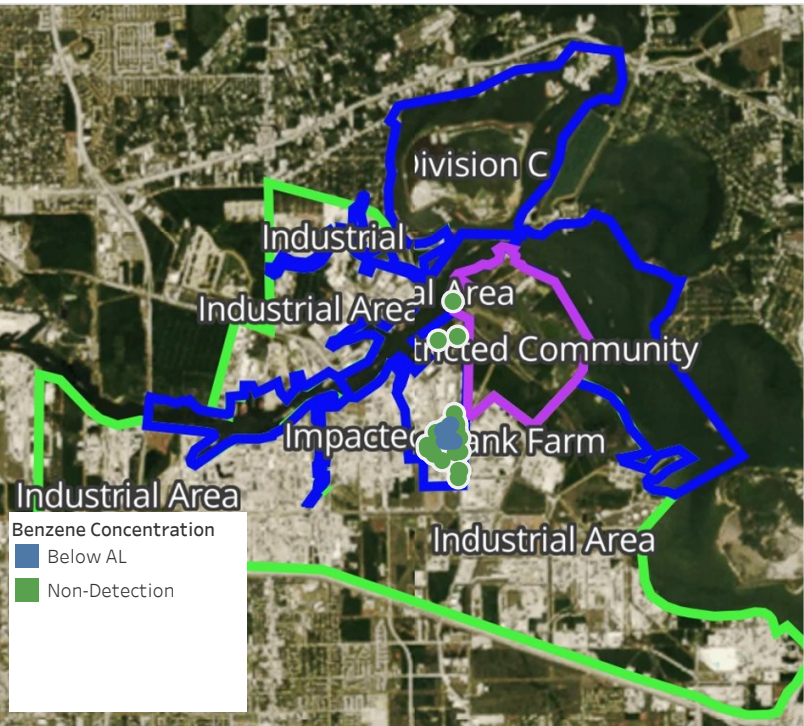 Division C
Industrial
al Area
Industrial Area
tricted Community
Impacted
ank Farm
Industrial Area
Industrial Area
Benzene Concentration
Below AL
Non-Detection